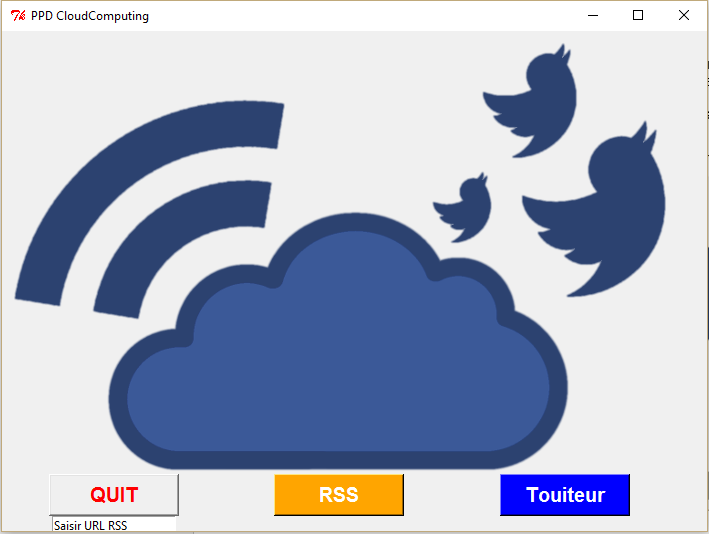 PPD CloudComputing
QUIT
RSS
Touiteur
Saisir URL RSS